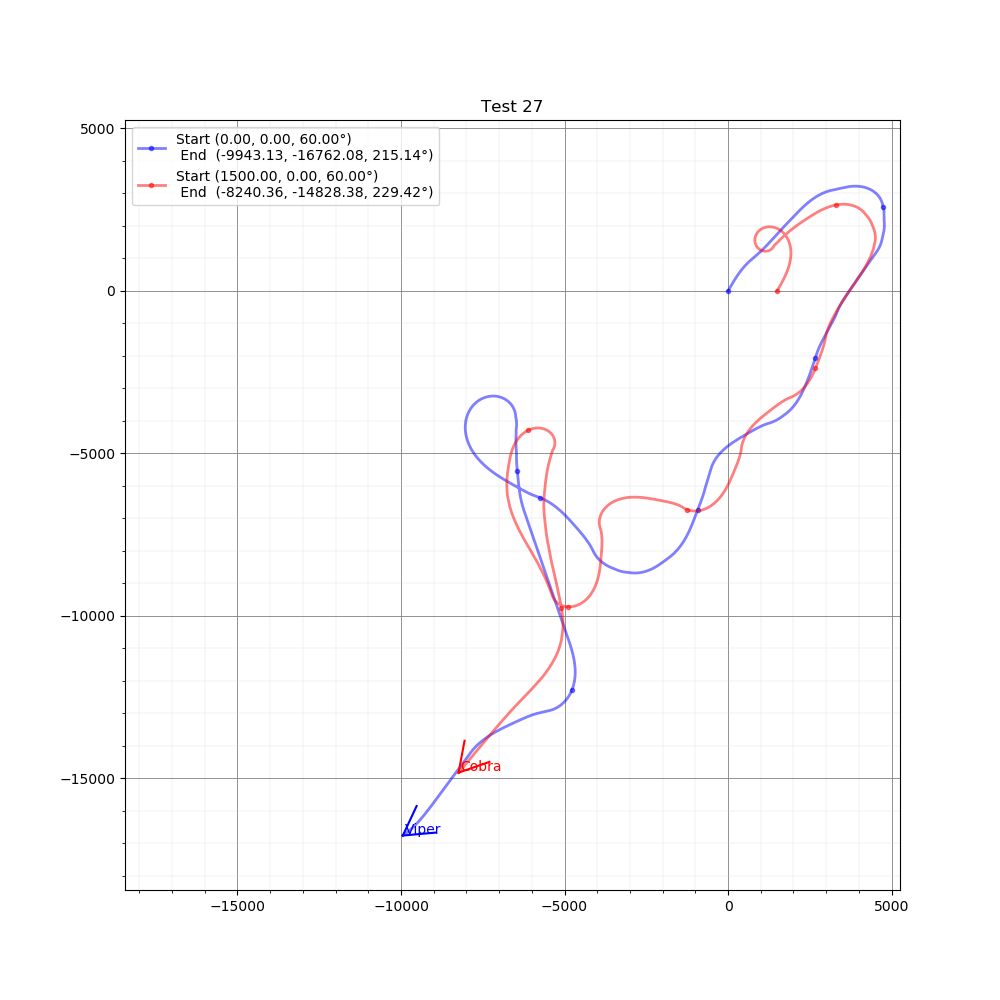 Test 27
Start (0.00, 0.00, 60.00°)
End (-9943.13, -16762.08, 215.14°)
Start (1500.00, 0.00, 60.00°)
End (-8240.36, -14828.38, 229.42°)
5000
0
−5000
−10000
−15000
Cobra
Viper
−15000
−10000
−5000
0
5000